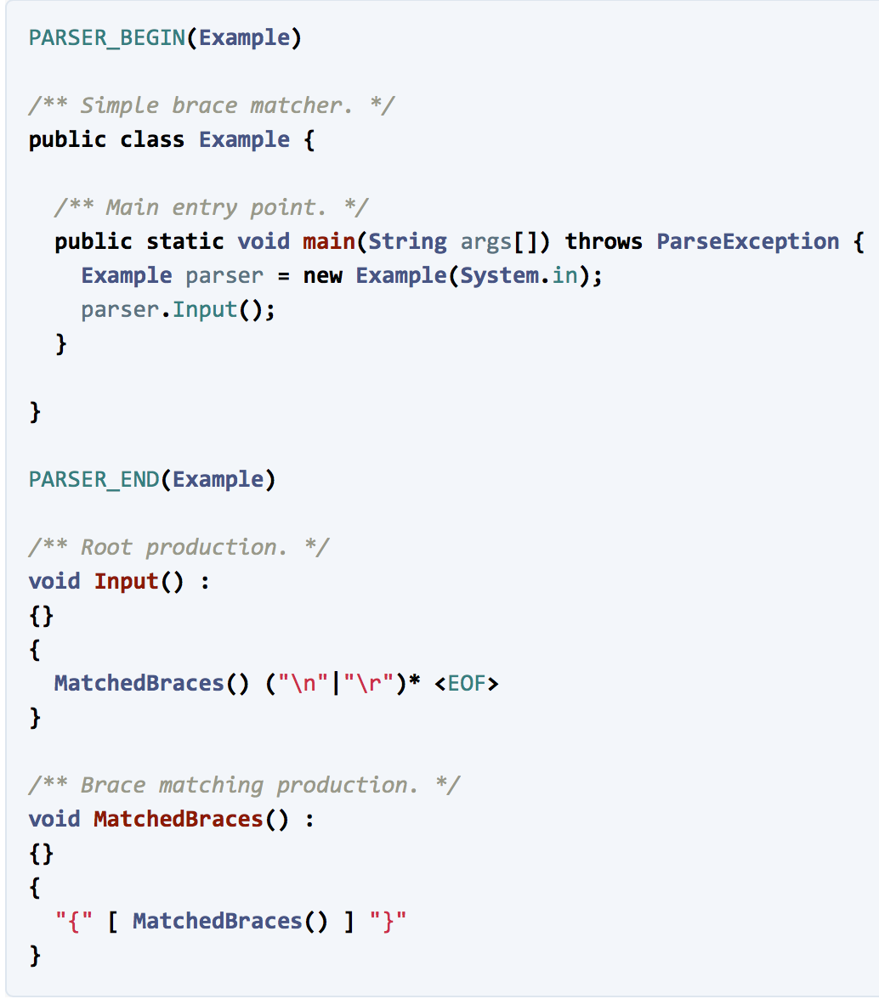 PARSER_BEGIN(Example)

/** Simple brace matcher. */
public class Example {

  /** Main entry point. */
  public static void main(String args[]) throws ParseException {
    Example parser = new Example(System.in);
    parser.Input();
  }

}

PARSER_END(Example)

/** Root production. */
void Input() :
{}
{
  MatchedBraces() ("\n"|"\r")* <EOF>
}

/** Brace matching production. */
void MatchedBraces() :
{}
{
  "{" [ MatchedBraces() ] "}"
}